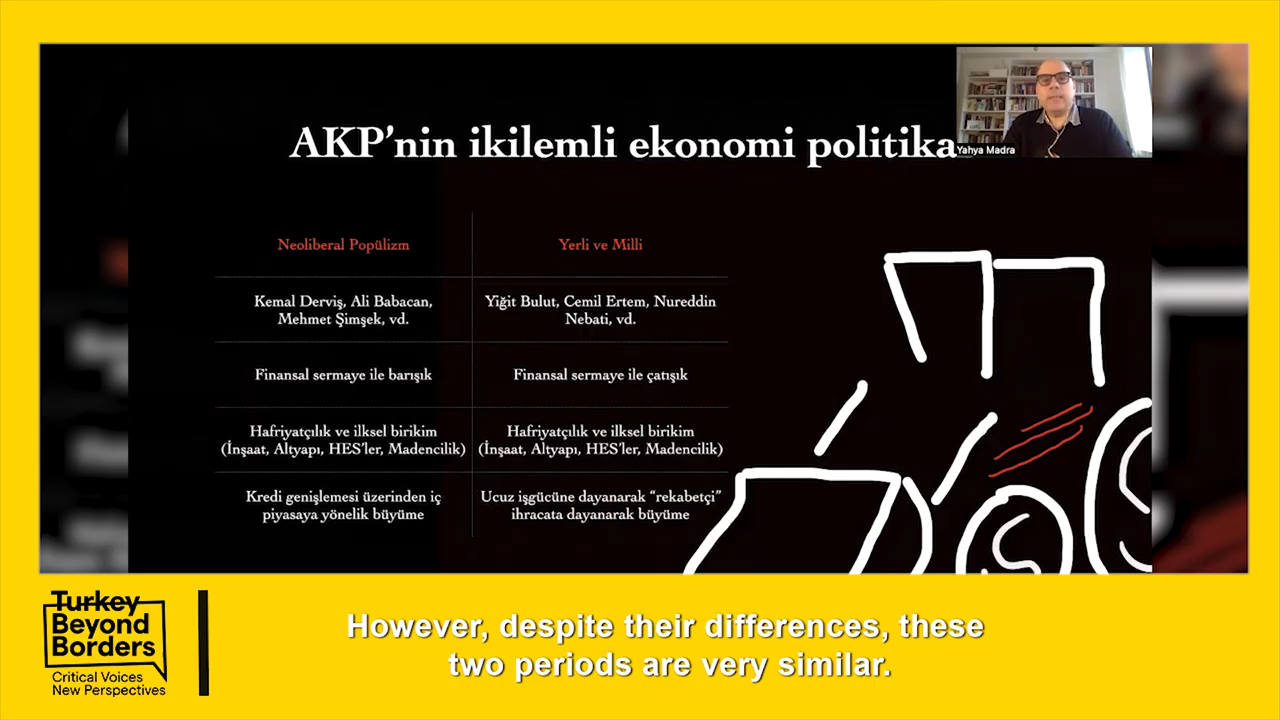 Yahya Madra
AKP’nin ikilemli ekonomi politika
Neoliberal Popülizm
Yerli ve Milli
Kemal Derviş, Ali Babacan,
Mehmet Şimşek, vd.
Yiğit Bulut, Cemil Ertem, Nureddin
Nebati, vd.
Finansal sermaye ile barışık
Finansal sermaye ile çatışık
Hafriyatçılık ve ilksel birikim
(İnşaat, Altyapı, HES’ler, Madencilik)
Hafriyatçılık ve ilksel birikim
(İnşaat, Altyapı, HES’ler, Madencilik)
Kredi genişlemesi üzerinden iç
piyasaya yönelik büyüme
Ucuz işgücüne dayanarak “rekabetçi”
ihracata dayanarak büyüme
Turkey
Beyond
Borders
Critical Voices
New Perspectives
However, despite their differences, these
two periods are very similar.